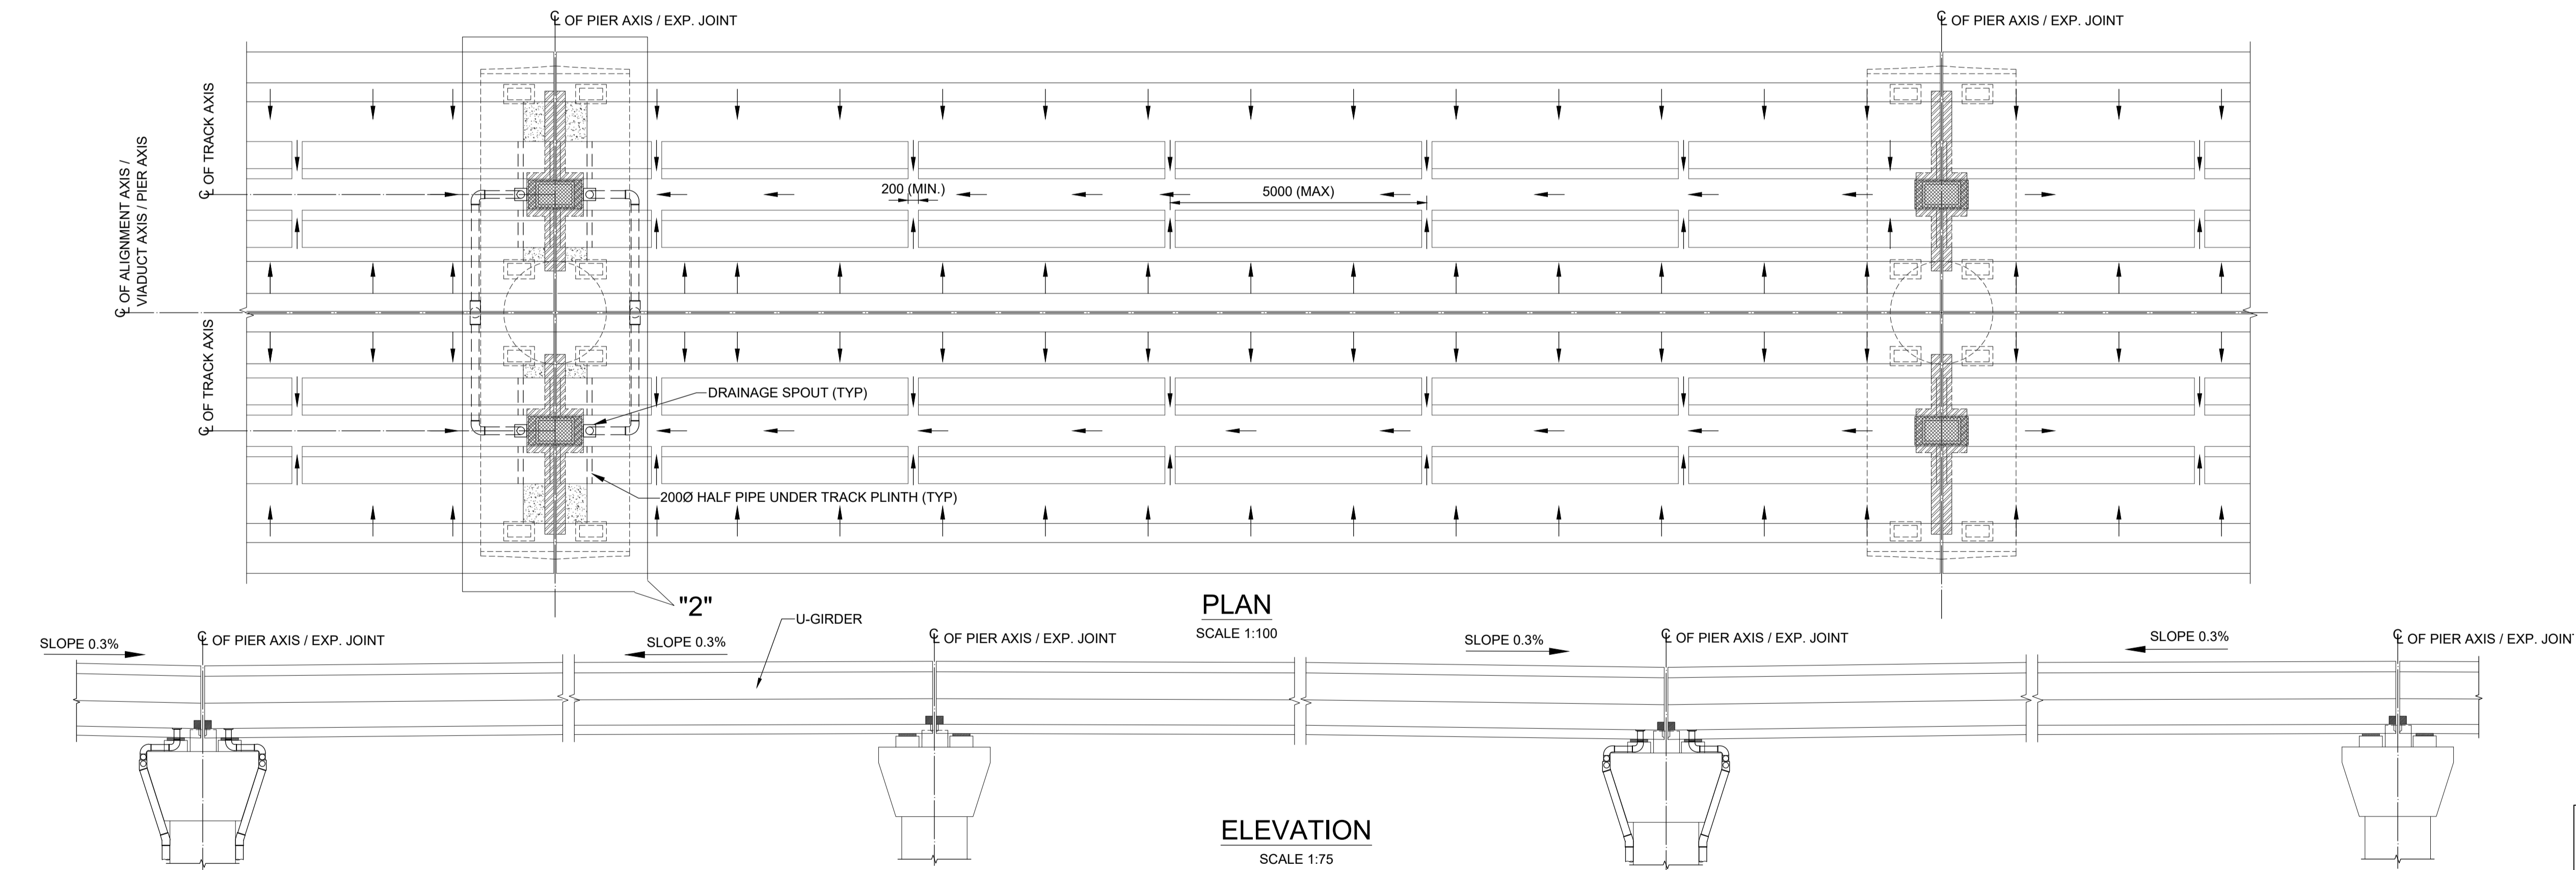 ℄ OF PIER AXIS / EXP. JOINT
℄ OF PIER AXIS / EXP. JOINT
℄ OF ALIGNMENT AXIS /
VIADUCT AXIS / PIER AXIS
℄ OF TRACK AXIS
℄ OF TRACK AXIS
200 (MIN.)
5000 (MAX)
DRAINAGE SPOUT (TYP)
200Ø HALF PIPE UNDER TRACK PLINTH (TYP)
"2"
PLAN
SCALE 1:100
U-GIRDER
SLOPE 0.3%
℄ OF PIER AXIS / EXP. JOINT
SLOPE 0.3%
℄ OF PIER AXIS / EXP. JOINT
SLOPE 0.3%
℄ OF PIER AXIS / EXP. JOINT
SLOPE 0.3%
℄ OF PIER AXIS / EXP. JOINT
ELEVATION
SCALE 1:75